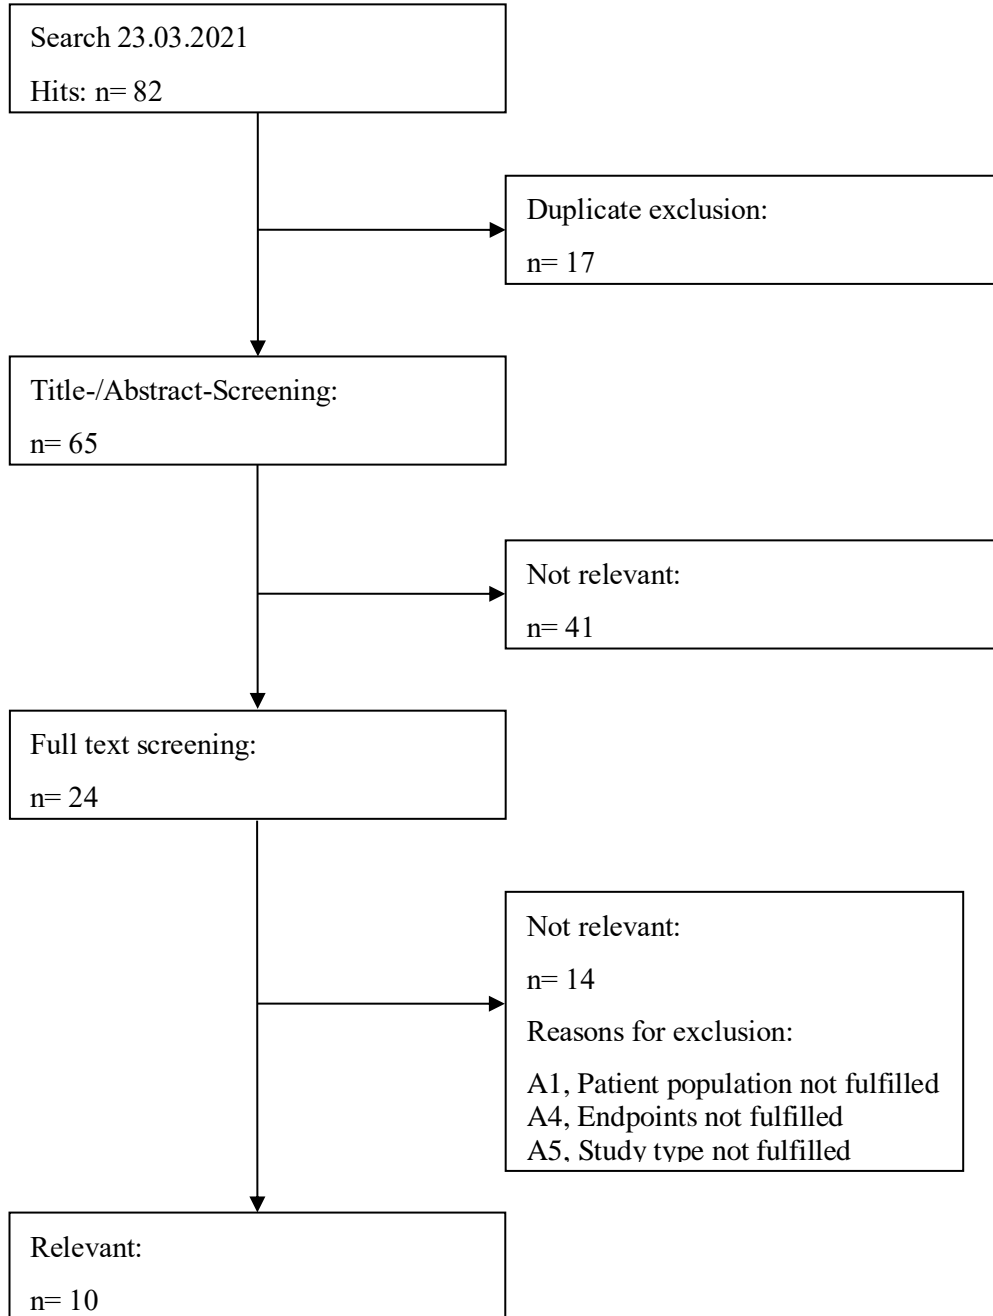 Search 23.03.2021
Hits: n= 82
Duplicate exclusion:
n= 17
Title-/Abstract-Screening:
n= 65
Not relevant:
n= 41
Full text screening:
n= 24
Not relevant:
n= 14
Reasons for exclusion:
A1, Patient population not fulfilled
A4, Endpoints not fulfilled
A5, Study type not fulfilled
Relevant:
n= 10